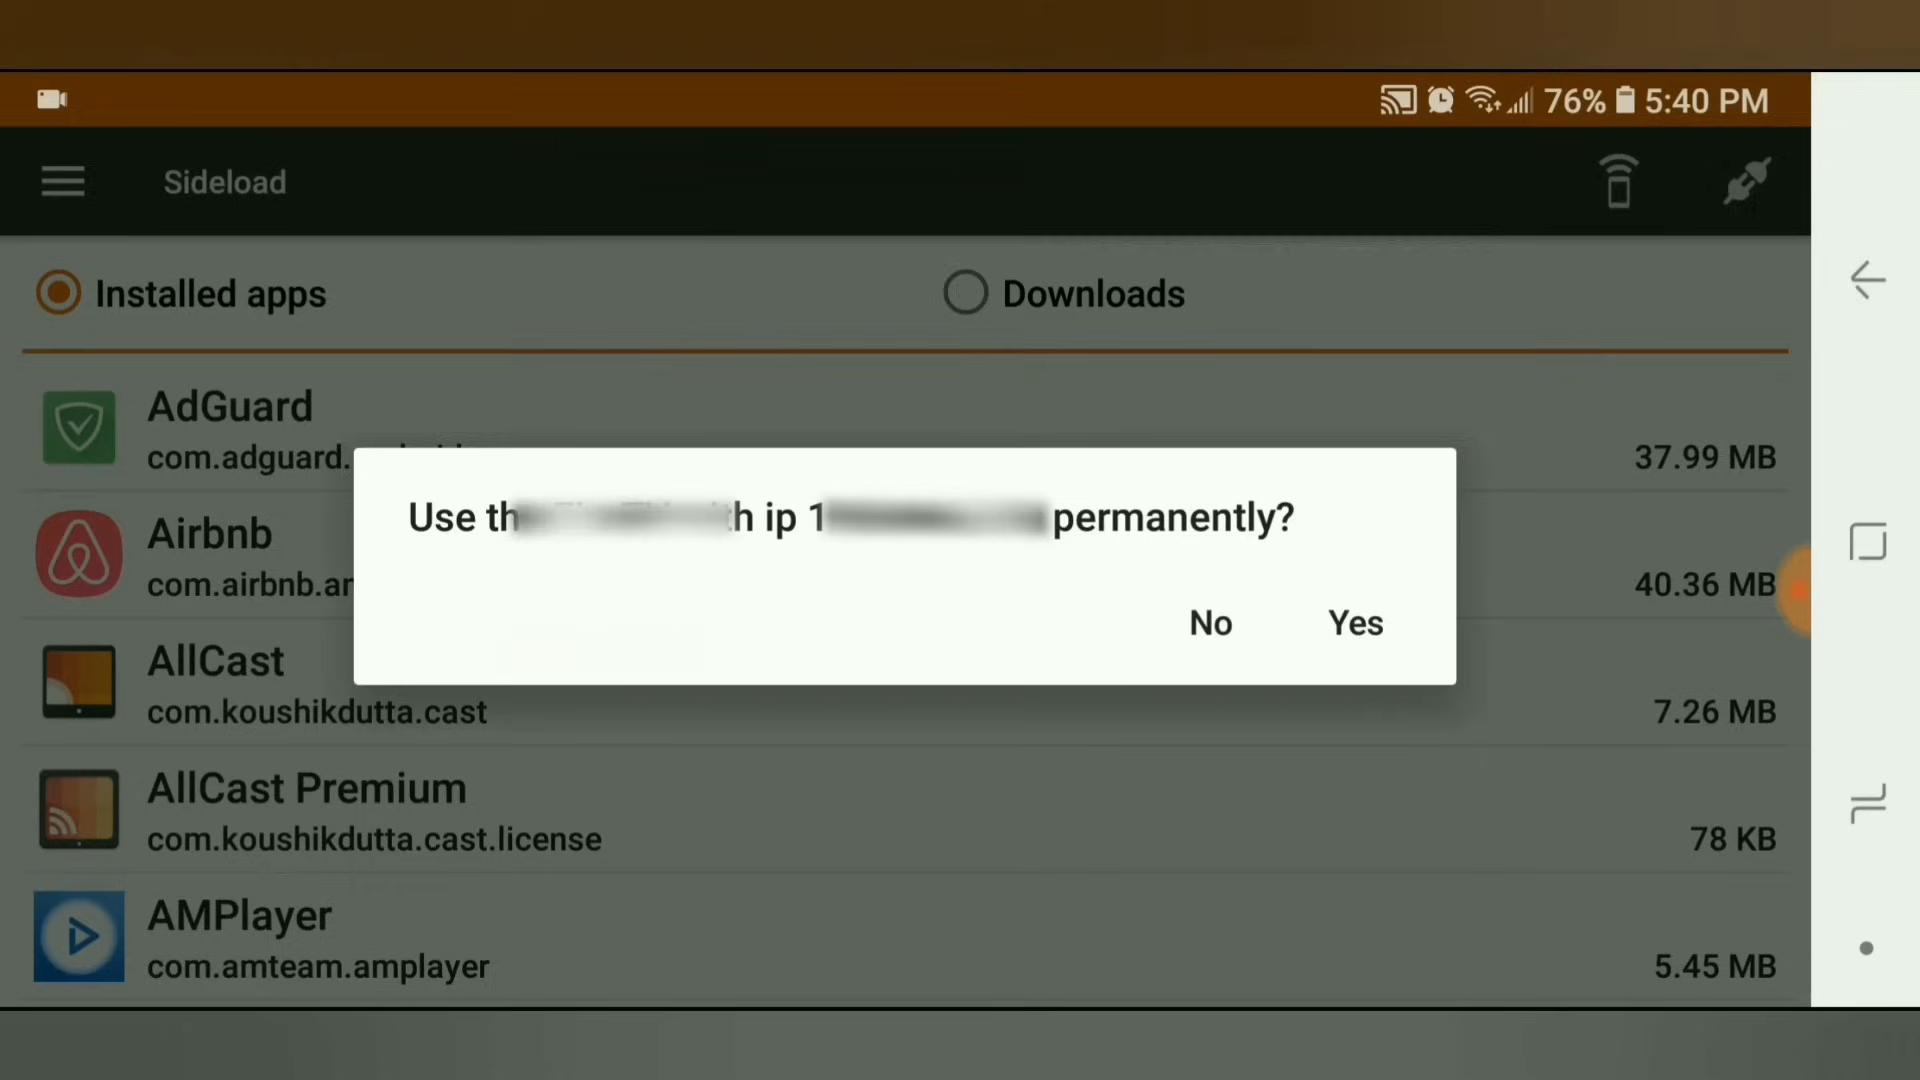 76% 5:40 PM
Sideload
Installed apps
Downloads
AdGuard
com.adguard.
37.99 MB
Use th h ip 1 permanently?
No
Yes
Airbnb
com.airbnb.ar
40.36 MB
AllCast
com.koushikdutta.cast
7.26 MB
AllCast Premium
com.koushikdutta.cast.license
78 KB
AMPlayer
com.amteam.amplayer
5.45 MB